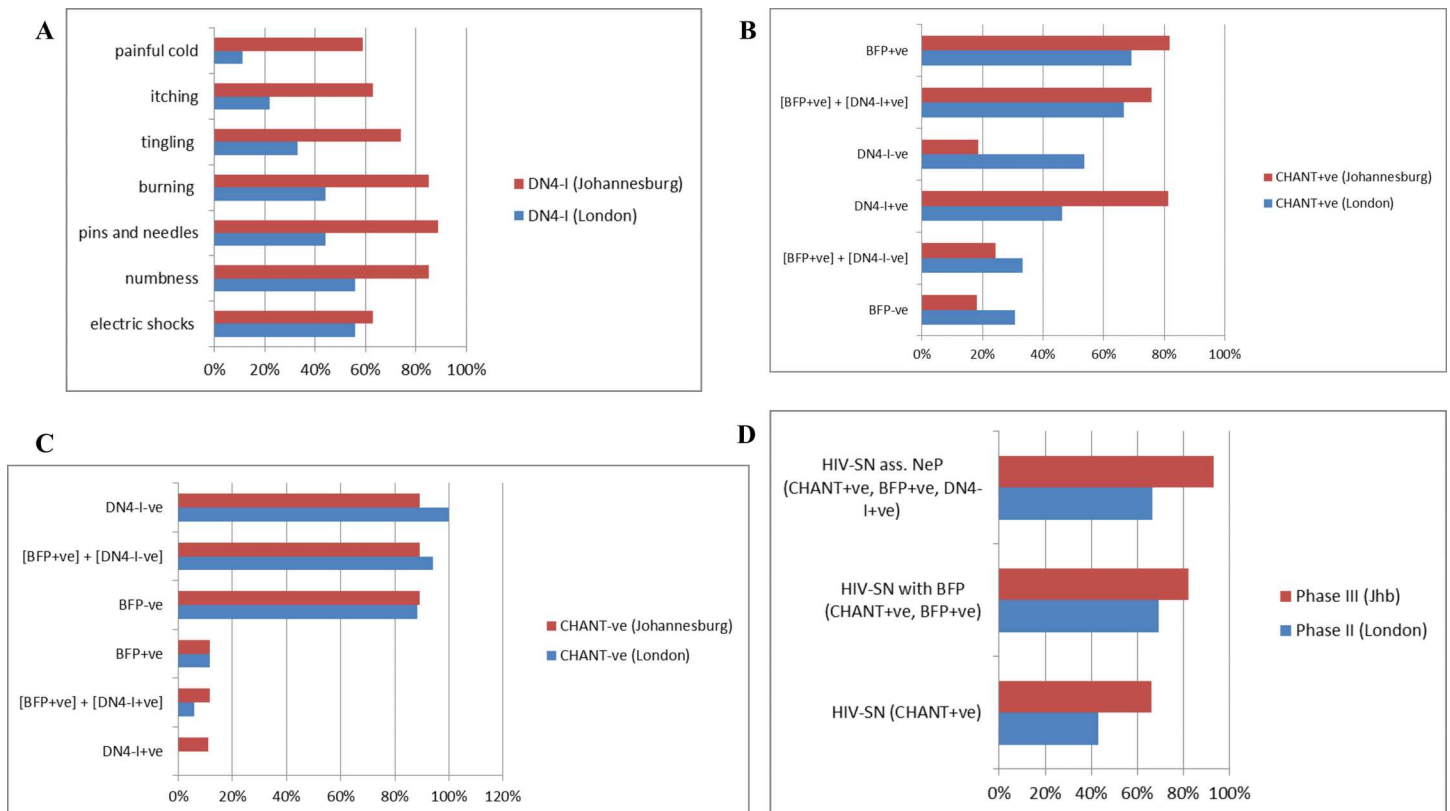 A
painful cold
itching
tingling
burning
pins and needles
numbness
electric shocks
0% 20% 40% 60% 80% 100%
DN4-I (Johannesburg)
DN4-I (London)
B
BFP+ve
[BFP+ve] + [DN4-I+ve]
DN4-I-ve
DN4-I+ve
[BFP+ve] + [DN4-I-ve]
BFP-ve
0% 20% 40% 60% 80% 100%
CHANT+ve (Johannesburg)
CHANT+ve (London)
C
DN4-I-ve
[BFP+ve] + [DN4-I-ve]
BFP-ve
BFP+ve
[BFP+ve] + [DN4-I+ve]
DN4-I+ve
0% 20% 40% 60% 80% 100% 120%
CHANT-ve (Johannesburg)
CHANT-ve (London)
D
HIV-SN ass. NeP
(CHANT+ve, BFP+ve, DN4-
I+ve)
HIV-SN with BFP
(CHANT+ve, BFP+ve)
HIV-SN (CHANT+ve)
0% 20% 40% 60% 80% 100%
Phase III (Jhb)
Phase II (London)